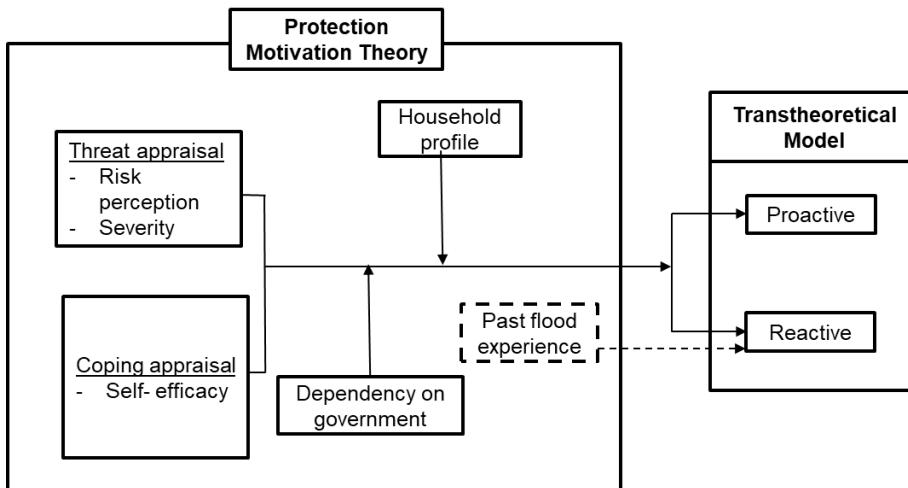 Protection
Motivation Theory
Household
profile
Transtheoretical
Model
Threat appraisal
- Risk
perception
- Severity
Proactive
Past flood
experience
Reactive
Coping appraisal
- Self- efficacy
Dependency on
government